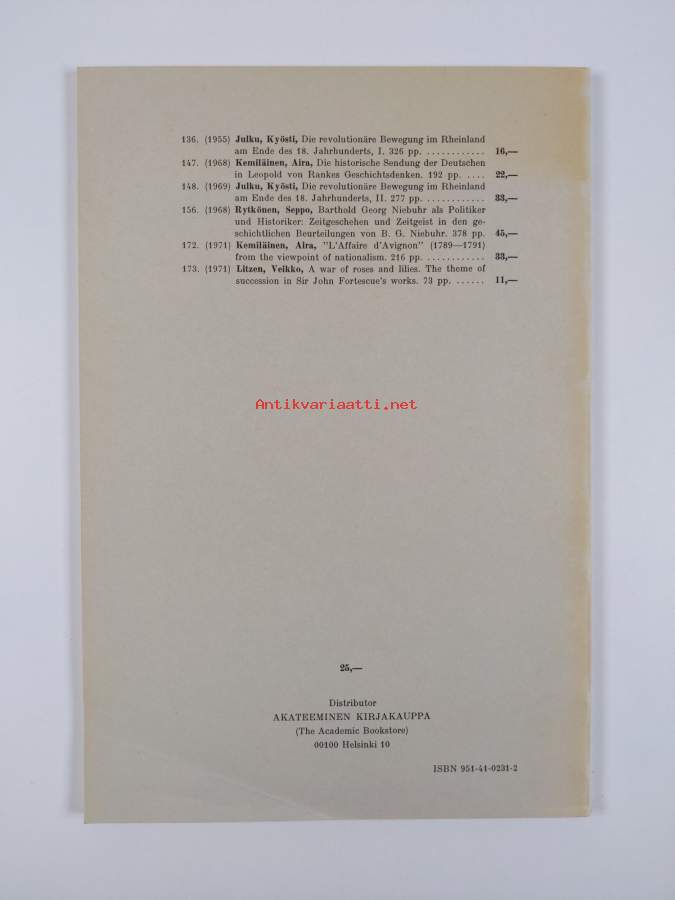 136. (1955) Julku, Kyösti, Die revolutionäre Bewegung im Rheinland
am Ende des 18. Jahrhunderts, I. 326 pp. ............ 16,—
147. (1968) Kemiläinen, Aira, Die historische Sendung der Deutschen
in Leopold von Rankes Geschichtsdenken. 192 pp. .... 22,—
148. (1969) Julku, Kyösti, Die revolutionäre Bewegung im Rheinland
am Ende des 18. Jahrhunderts, II. 277 pp. ............ 33,—
156. (1968) Rytkönen, Seppo, Barthold Georg Niebuhr als Politiker
und Historiker: Zeitgeschehen und Zeitgeist in den ge-
schichtlichen Beurteilungen von B. G. Niebuhr. 378 pp. 45,—
172. (1971) Kemiläinen, Aira, "L'Affaire d'Avignon" (1789—1791)
from the viewpoint of nationalism. 216 pp. ............ 33,—
173. (1971) Litzen, Veikko, A war of roses and lilies. The theme of
succession in Sir John Fortescue's works. 73 pp. ...... 11,—
Antikvariaatti.net
25,—
Distributor
AKATEEMINEN KIRJAKAUPPA
(The Academic Bookstore)
00100 Helsinki 10
ISBN 951-41-0231-2